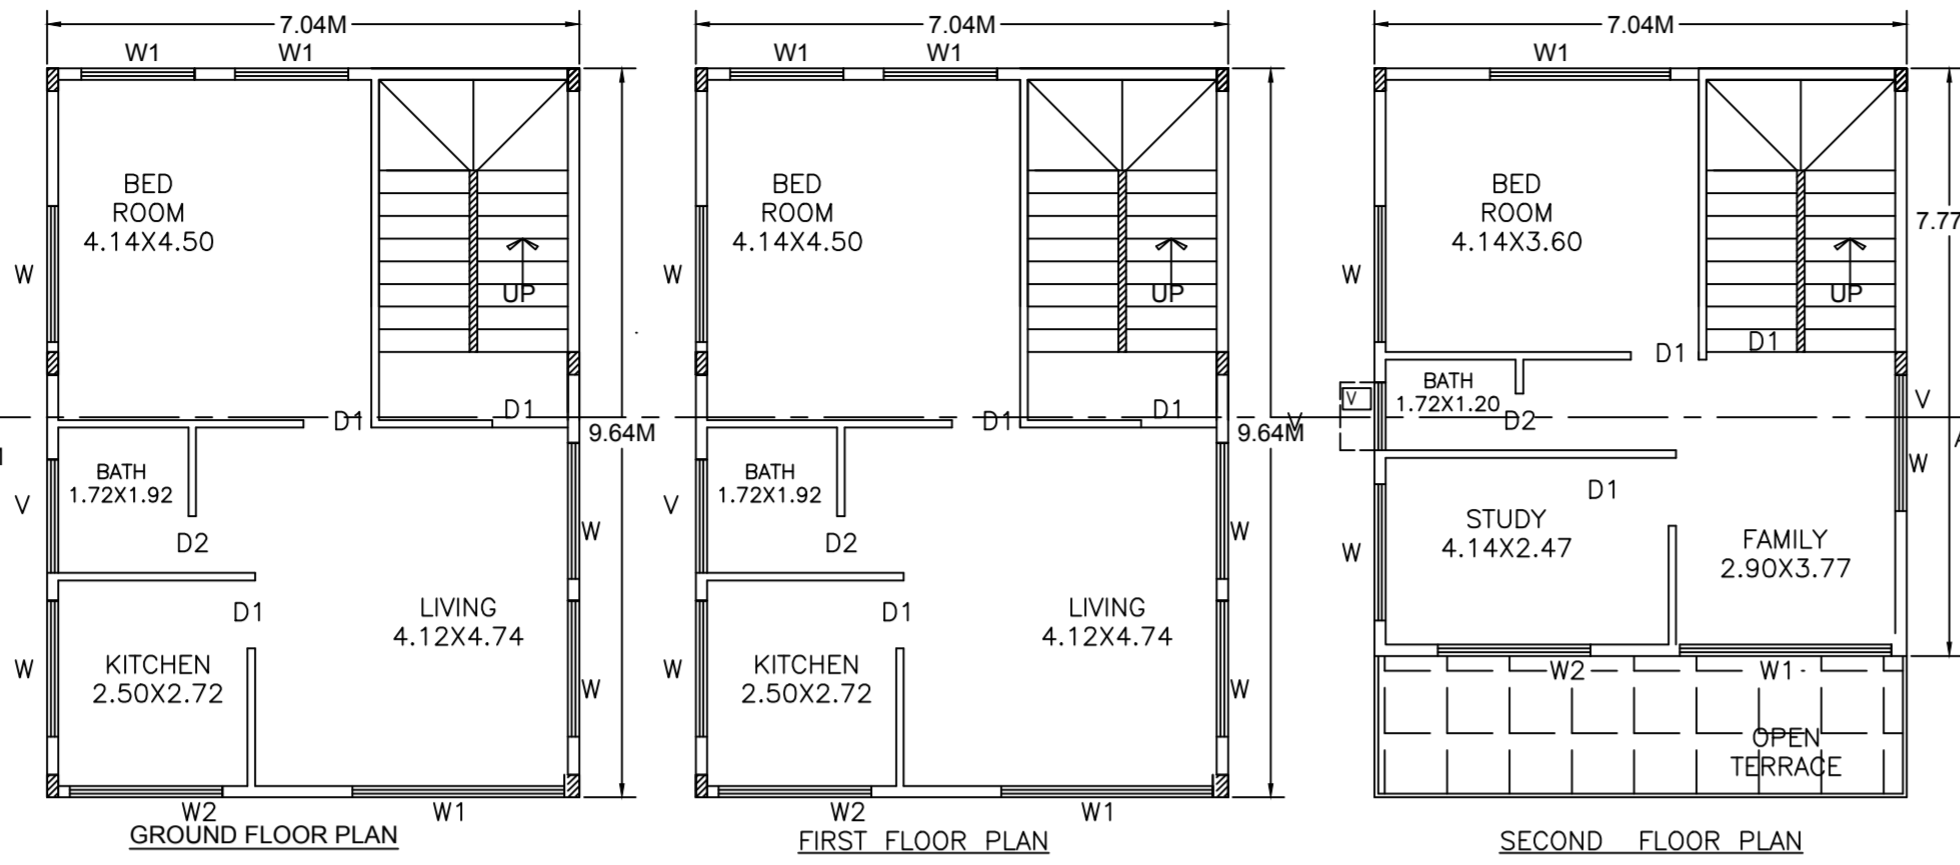 7.04M
W1
W1
BED
ROOM
4.14X4.50
W
UP
D1
D1
9.64M
BATH
1.72X1.92
V
D2
W
D1
LIVING
4.12X4.74
KITCHEN
2.50X2.72
W
W
W2
W1
GROUND FLOOR PLAN
7.04M
W1
W1
BED
ROOM
4.14X4.50
W
UP
D1
D1
V
9.64M
BATH
1.72X1.92
V
D2
W
D1
LIVING
4.12X4.74
KITCHEN
2.50X2.72
W
W
W2
W1
FIRST FLOOR PLAN
7.04M
W1
BED
ROOM
4.14X3.60
7.77
W
UP
D1
D1
BATH
1.72X1.20
V
D2
V
W
D1
STUDY
4.14X2.47
W
FAMILY
2.90X3.77
W2
W1
OPEN
TERRACE
SECOND FLOOR PLAN